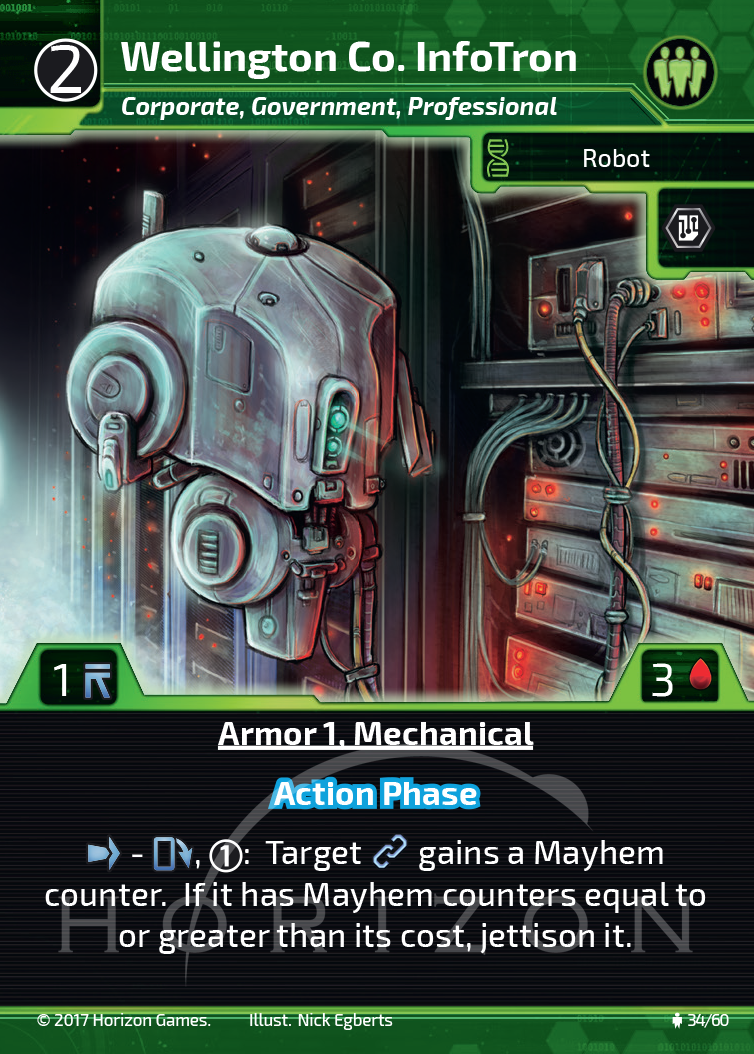 2
Wellington Co. InfoTron
Corporate, Government, Professional
Robot
1
3
Armor 1, Mechanical
Action Phase
- , 1: Target gains a Mayhem
counter. If it has Mayhem counters equal to
or greater than its cost, jettison it.
HORIZON
© 2017 Horizon Games. Illust. Nick Egberts 34/60